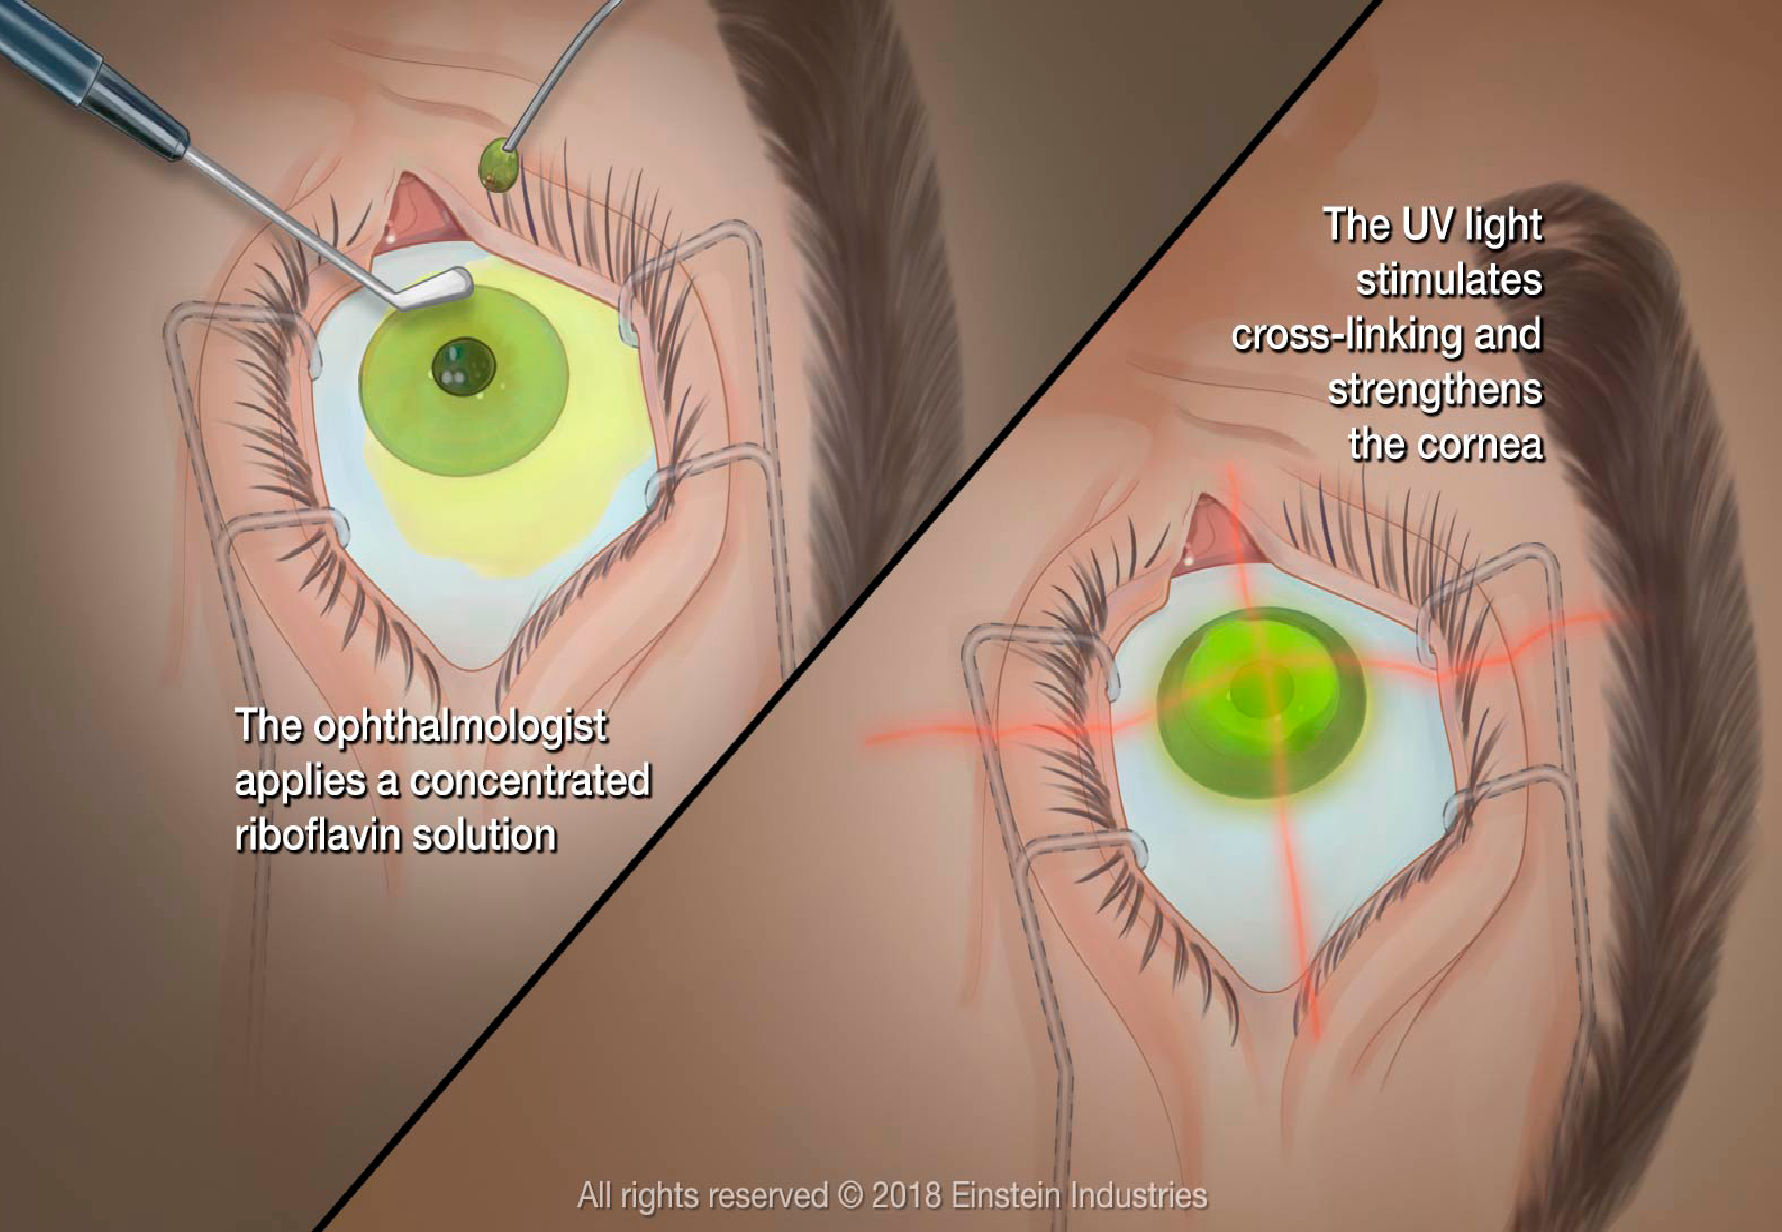 The ophthalmologist
applies a concentrated
riboflavin solution
The UV light
stimulates
cross-linking and
strengthens
the cornea
All rights reserved © 2018 Einstein Industries